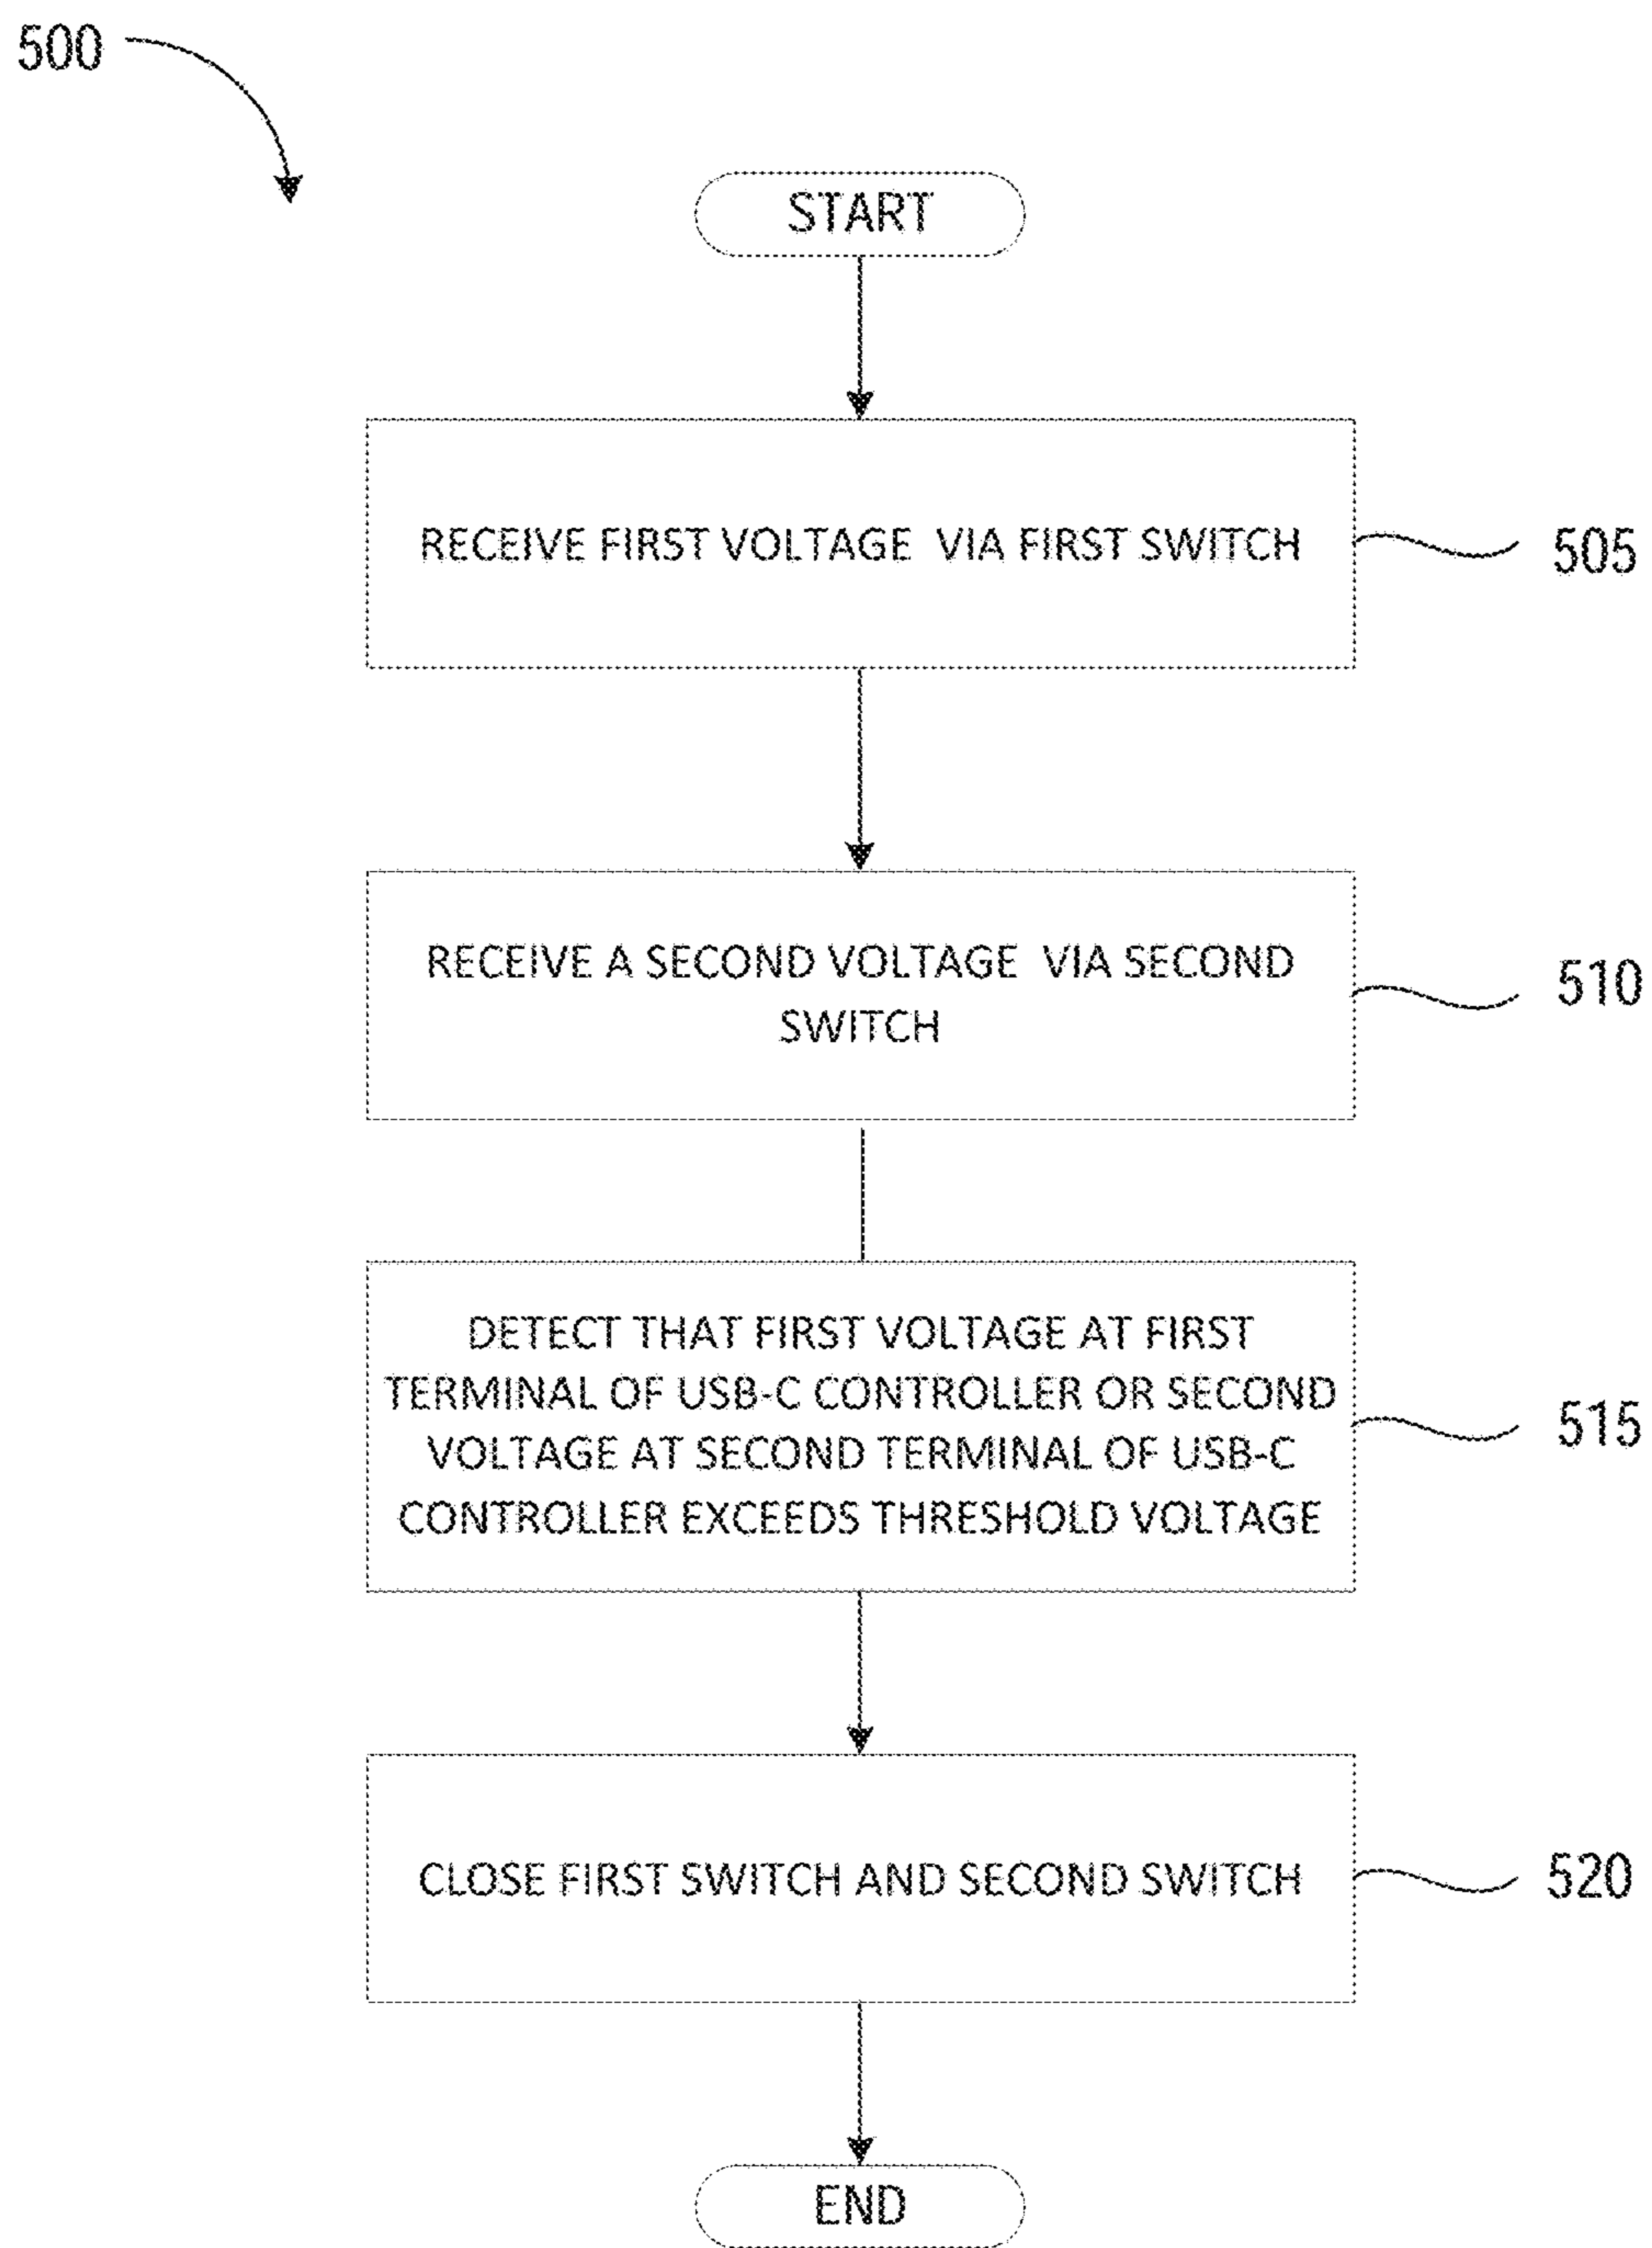 500
START
RECEIVE FIRST VOLTAGE VIA FIRST SWITCH
505
RECEIVE A SECOND VOLTAGE VIA SECOND
SWITCH
510
DETECT THAT FIRST VOLTAGE AT FIRST
TERMINAL OF USB-C CONTROLLER OR SECOND
VOLTAGE AT SECOND TERMINAL OF USB-C
CONTROLLER EXCEEDS THRESHOLD VOLTAGE
515
CLOSE FIRST SWITCH AND SECOND SWITCH
520
END